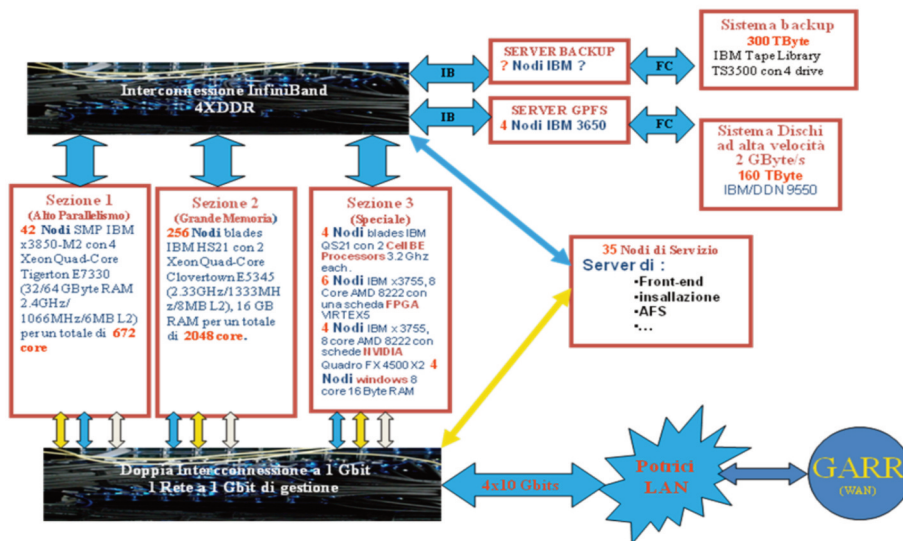 Interconnessione InfiniBand
4XDDR
IB
SERVER BACKUP
? Nodi IBM ?
FC
Sistema backup
300 TByte
IBM Tape Library
TS3500 con 4 drive
IB
SERVER GPFS
4 Nodi IBM 3650
FC
Sistema Dischi
ad alta velocità
2 GByte/s
160 TByte
IBM/DDN 9550
Sezione 1
(Alto Parallelismo)
42 Nodi SMP IBM
x3850-M2 con 4
Xeon Quad-Core
Tigerton E7330
(32/64 GByte RAM
2.4GHz/
1066MHz/6MB L2)
per un totale di 672
core
Sezione 2
(Grande Memoria)
256 Nodi blades
IBM HS21 con 2
Xeon Quad-Core
Clovertown E5345
(2.33GHz/1333MH
z/8MB L2), 16 GB
RAM per un totale
di 2048 core.
Sezione 3
(Speciale)
4 Nodi blades IBM
QS21 con 2 Cell BE
Processors 3.2 Ghz
each.
6 Nodi IBM x3755, 8
Core AMD 8222 con
una scheda FPGA
VIRTEX5
4 Nodi IBM x 3755,
8 core AMD 8222 con
schede NVIDIA
Quadro FX 4500 X2 4
Nodi windows 8
core 16 Byte RAM
35 Nodi di Servizio
Server di :
•Front-end
•insallazione
•AFS
•...
Doppia Intercconnessione a 1 Gbit
1 Rete a 1 Gbit di gestione
4x10 Gbits
Potrici
LAN
GARR
(WAN)